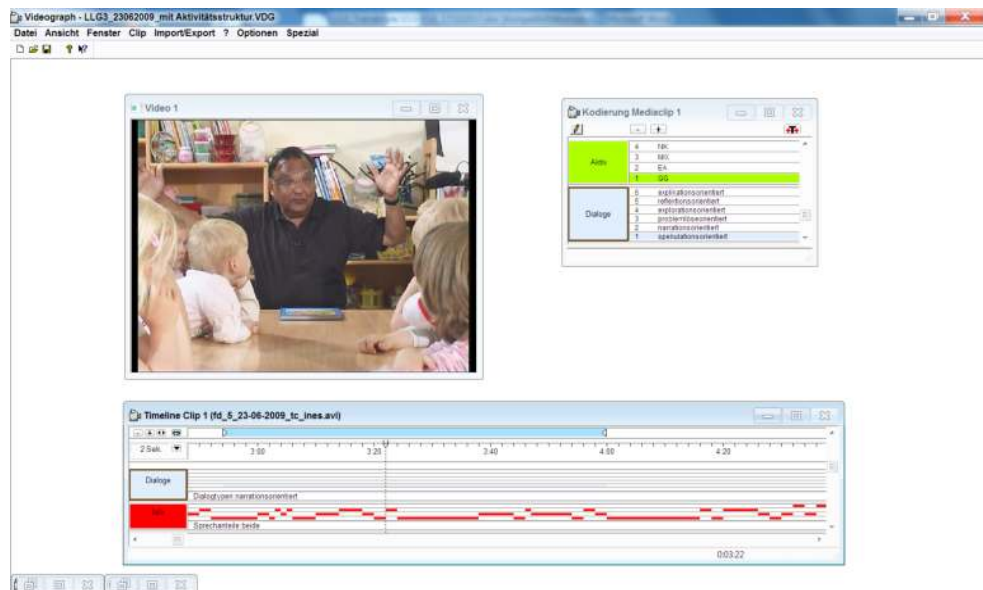 Videograph - LLG3_23062009_mit Aktivitätsstruktur.VDG
Datei Ansicht Fenster Clip Import/Export ? Optionen Spezial
Video 1
Kodierung Mediaclip 1
Aktiv
4 NK
3 MIX
2 EA
1 GG
Dialoge
6 explikationsorientiert
5 reflektionsorientiert
4 explorationsorientiert
3 problemlöseorientiert
2 narrationsorientiert
1 spekulationsorientiert
Timeline Clip 1 (fd_5_23-06-2009_tc_ines.avi)
2 Sek.
3:00 3:20 3:40 4:00 4:20
Dialoge
Dialogtypen narrationsorientiert
Sprechanteile beide
0:03:22